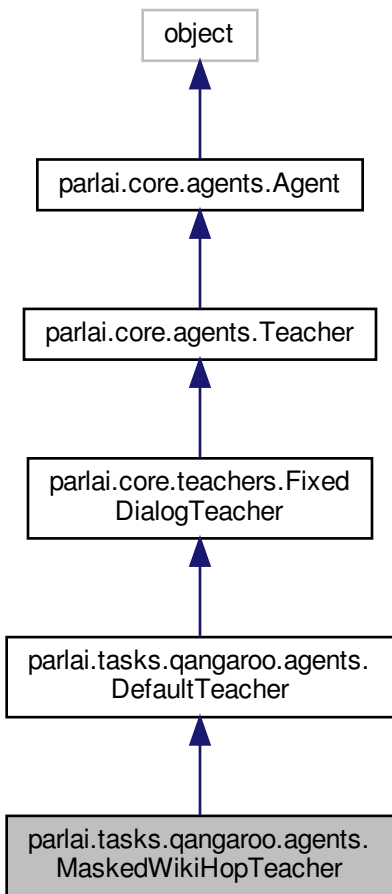 object
parlai.core.agents.Agent
parlai.core.agents.Teacher
parlai.core.teachers.Fixed
DialogTeacher
parlai.tasks.qangaroo.agents.
DefaultTeacher
parlai.tasks.qangaroo.agents.
MaskedWikiHopTeacher